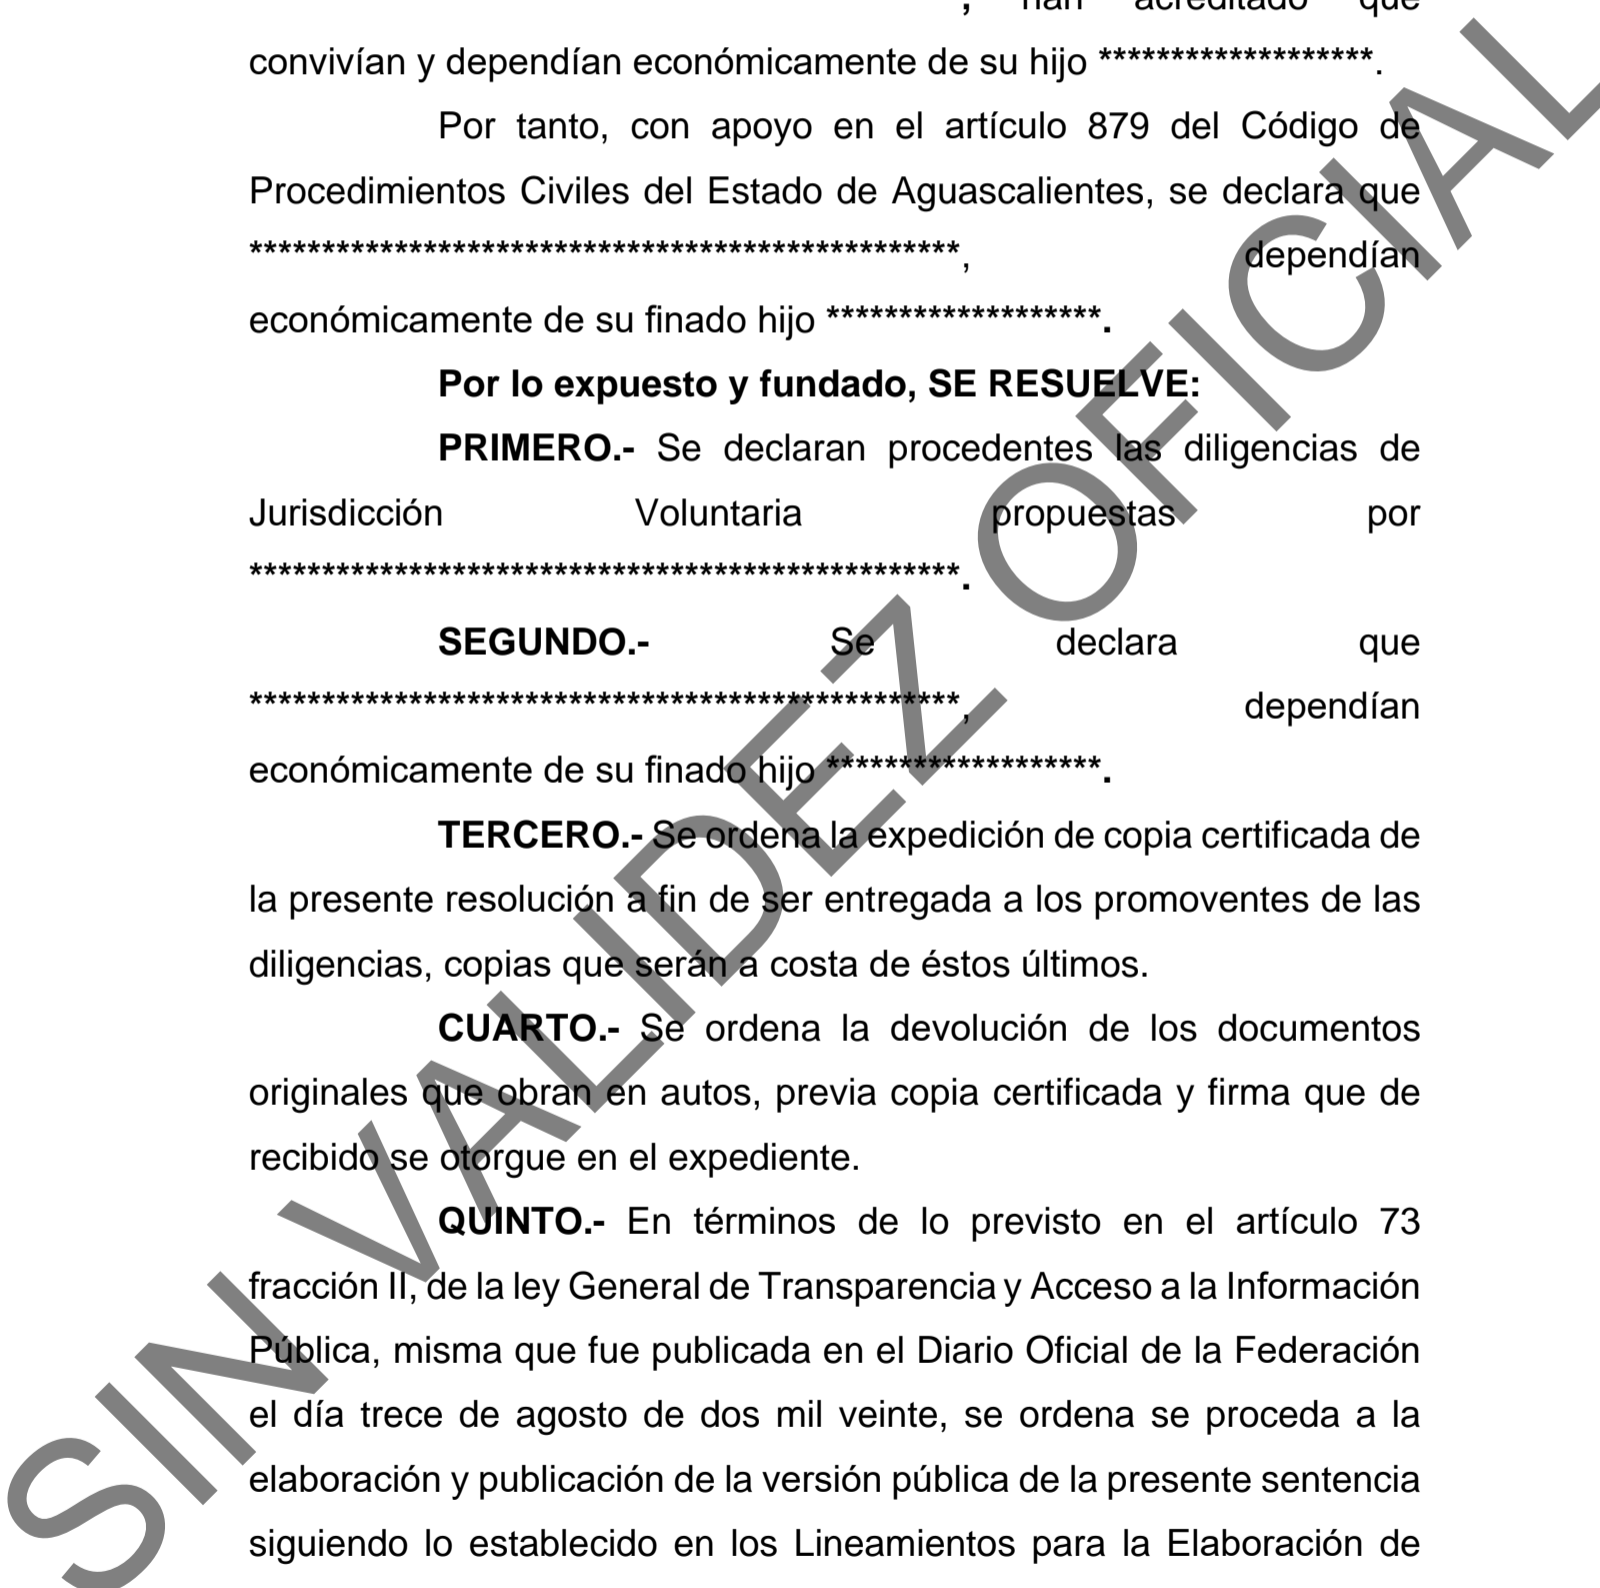 , han acreditado que
convivían y dependían económicamente de su hijo *******************.
Por tanto, con apoyo en el artículo 879 del Código de
Procedimientos Civiles del Estado de Aguascalientes, se declara que
*************************************************, dependían
económicamente de su finado hijo *******************.
Por lo expuesto y fundado, SE RESUELVE:
PRIMERO.- Se declaran procedentes las diligencias de
Jurisdicción Voluntaria propuestas por
*************************************************.
SEGUNDO.- Se declara que
*************************************************, dependían
económicamente de su finado hijo *******************.
TERCERO.- Se ordena la expedición de copia certificada de
la presente resolución a fin de ser entregada a los promoventes de las
diligencias, copias que serán a costa de éstos últimos.
CUARTO.- Se ordena la devolución de los documentos
originales que obran en autos, previa copia certificada y firma que de
recibido se otorgue en el expediente.
QUINTO.- En términos de lo previsto en el artículo 73
fracción II, de la ley General de Transparencia y Acceso a la Información
Pública, misma que fue publicada en el Diario Oficial de la Federación
el día trece de agosto de dos mil veinte, se ordena se proceda a la
elaboración y publicación de la versión pública de la presente sentencia
siguiendo lo establecido en los Lineamientos para la Elaboración de
SIN VALIDEZ OFICIAL